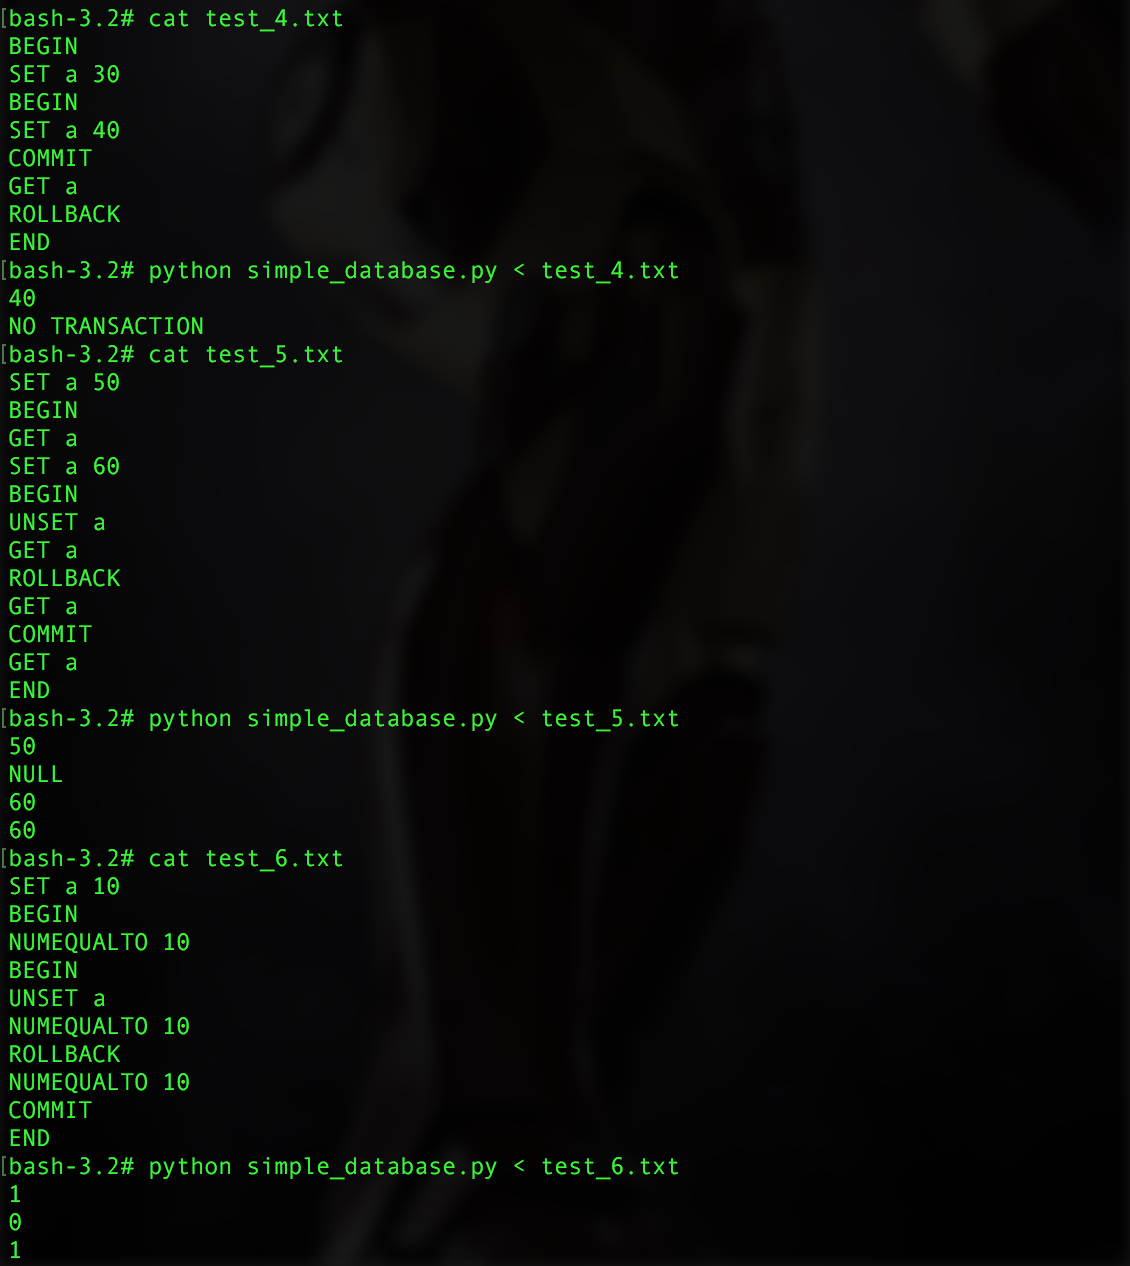 [bash-3.2# cat test_4.txt
BEGIN
SET a 30
BEGIN
SET a 40
COMMIT
GET a
ROLLBACK
END
[bash-3.2# python simple_database.py < test_4.txt
40
NO TRANSACTION
[bash-3.2# cat test_5.txt
SET a 50
BEGIN
GET a
SET a 60
BEGIN
UNSET a
GET a
ROLLBACK
GET a
COMMIT
GET a
END
[bash-3.2# python simple_database.py < test_5.txt
50
NULL
60
60
[bash-3.2# cat test_6.txt
SET a 10
BEGIN
NUMEQUALTO 10
BEGIN
UNSET a
NUMEQUALTO 10
ROLLBACK
NUMEQUALTO 10
COMMIT
END
[bash-3.2# python simple_database.py < test_6.txt
1
0
1